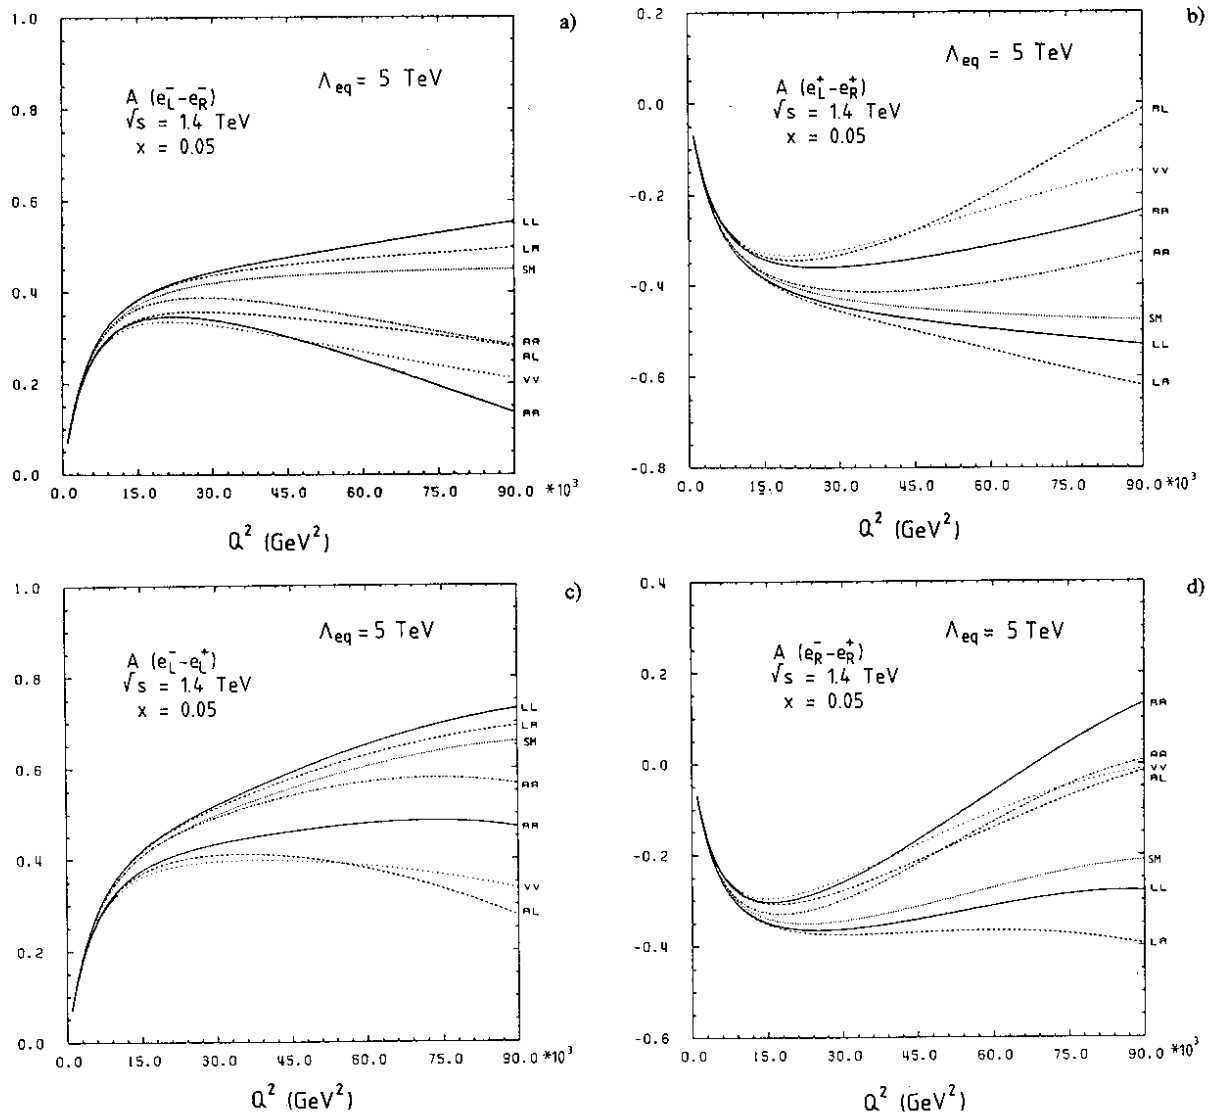 a)
1.0
0.8
0.6
0.4
0.2
0.0
Λeq = 5 TeV
A (e⁻L-e⁻R)
√s = 1.4 TeV
x = 0.05
LL
LR
SM
AA
RL
VV
RR
0.0 15.0 30.0 45.0 60.0 75.0 90.0 *10³
Q² (GeV²)
b)
0.2
0.0
-0.2
-0.4
-0.6
-0.8
Λeq = 5 TeV
A (e⁺L-e⁺R)
√s = 1.4 TeV
x = 0.05
RL
VV
RR
AA
SM
LL
LR
0.0 15.0 30.0 45.0 60.0 75.0 90.0 *10³
Q² (GeV²)
c)
1.0
0.8
0.6
0.4
0.2
0.0
Λeq = 5 TeV
A (e⁻L-e⁺L)
√s = 1.4 TeV
x = 0.05
LL
LR
SM
AA
RR
VV
RL
0.0 15.0 30.0 45.0 60.0 75.0 90.0 *10³
Q² (GeV²)
d)
0.4
0.2
0.0
-0.2
-0.4
-0.6
Λeq = 5 TeV
A (e⁻R-e⁺R)
√s = 1.4 TeV
x = 0.05
RR
AA
VV
RL
SM
LL
LR
0.0 15.0 30.0 45.0 60.0 75.0 90.0 *10³
Q² (GeV²)